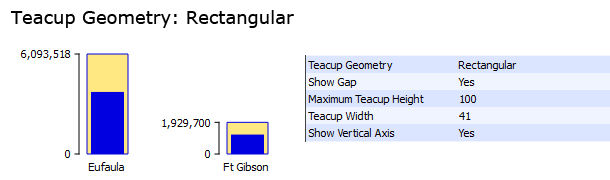 Teacup Geometry: Rectangular
6,093,518
0
Eufaula
1,929,700
0
Ft Gibson
Teacup Geometry Rectangular
Show Gap Yes
Maximum Teacup Height 100
Teacup Width 41
Show Vertical Axis Yes